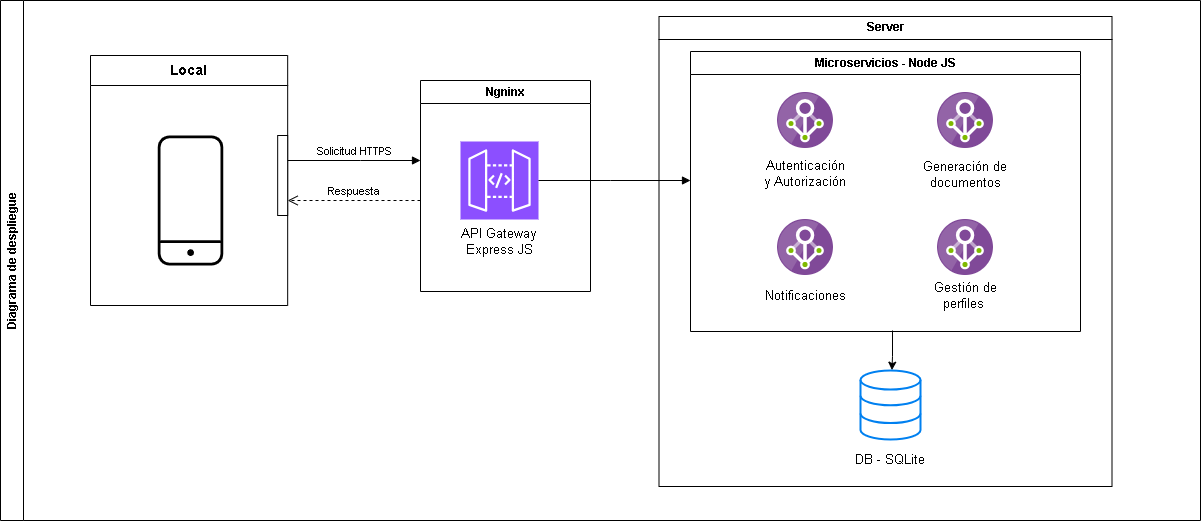 Diagrama de despliegue
Local
Solicitud HTTPS
Respuesta
Ngninx
API Gateway
Express JS
Server
Microservicios - Node JS
Autenticación
y Autorización
Generación de
documentos
Notificaciones
Gestión de
perfiles
DB - SQLite